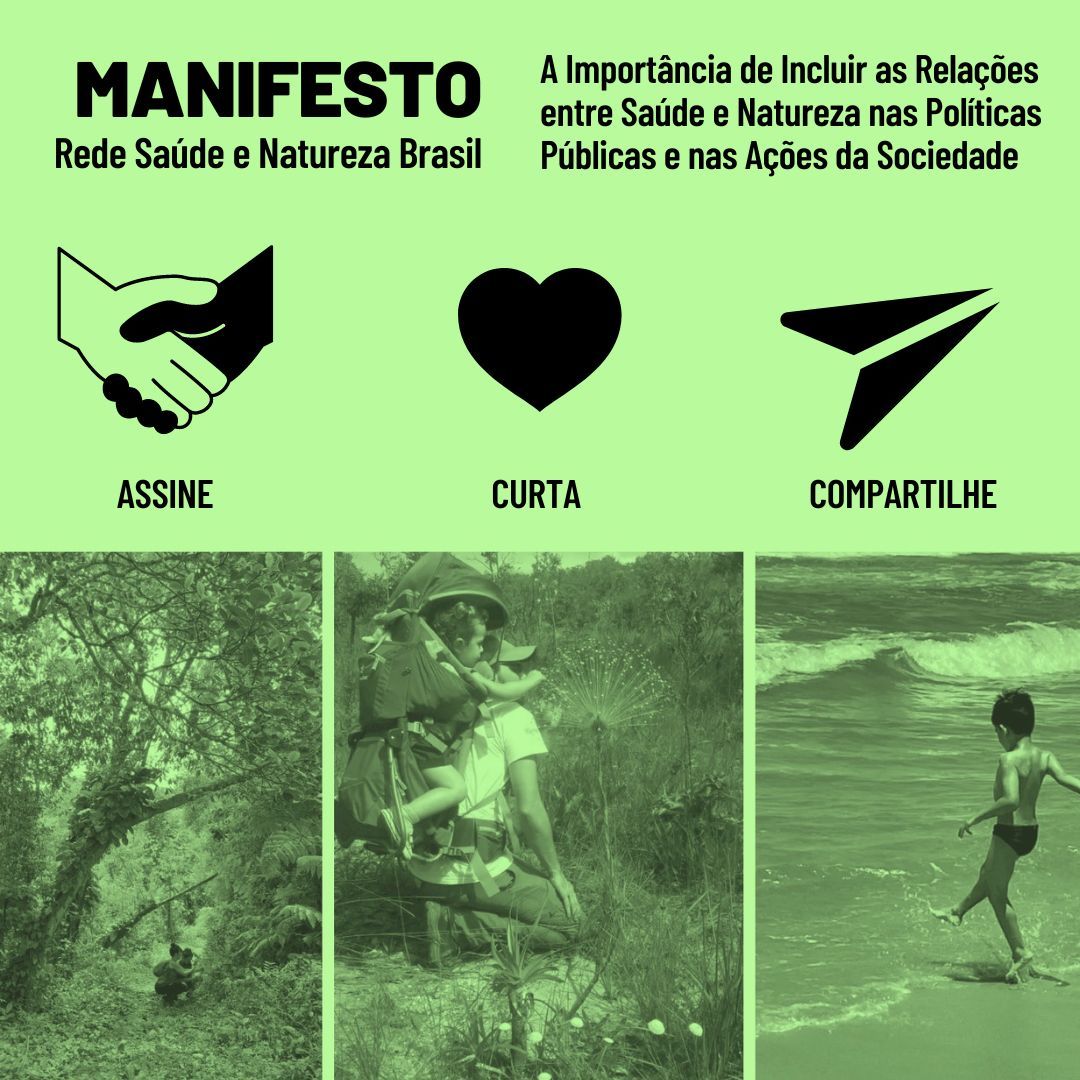 MANIFESTO
Rede Saúde e Natureza Brasil
A Importância de Incluir as Relações
entre Saúde e Natureza nas Políticas
Públicas e nas Ações da Sociedade
ASSINE
CURTA
COMPARTILHE